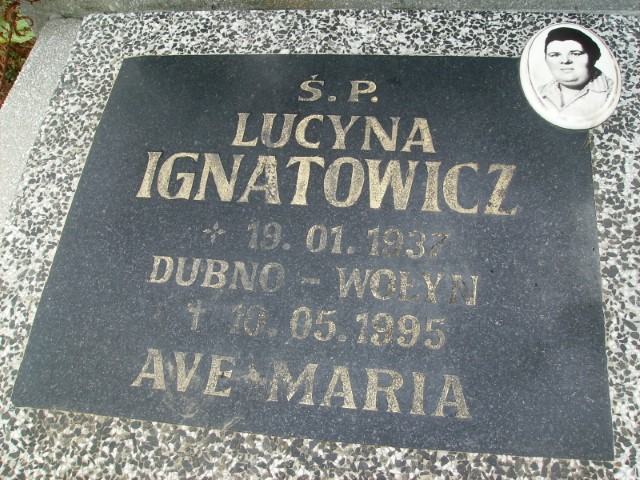 Ś.P.
LUCYNA
IGNATOWICZ
19.01.1937
DUBNO - WOŁYN
† 10.05.1995
AVE MARIA